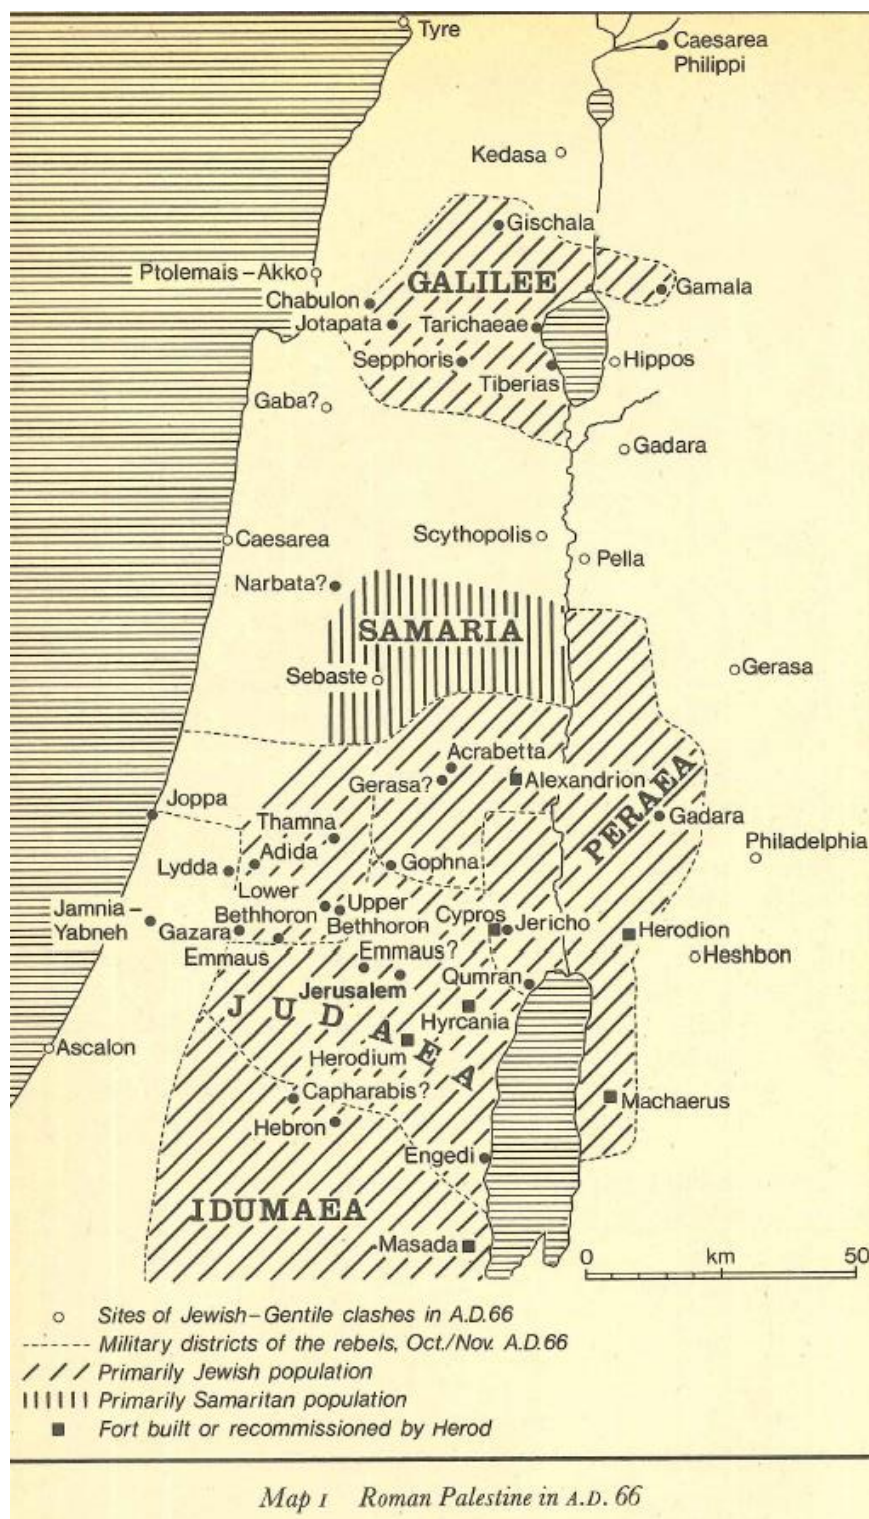 Tyre
Caesarea
Philippi
Kedasa
Gischala
Ptolemais–Akko
GALILEE
Gamala
Chabulon
Jotapata
Tarichaeae
Sepphoris
Hippos
Tiberias
Gaba?
Gadara
Caesarea
Scythopolis
Pella
Narbata?
SAMARIA
Sebaste
Gerasa
Acrabetta
Gerasa?
Alexandrion
PERAEA
Joppa
Thamna
Gadara
Adida
Philadelphia
Lydda
Gophna
Lower
Bethhoron
Upper
Bethhoron
Jamnia–
Yabneh
Gazara
Cypros
Jericho
Herodion
Emmaus
Emmaus?
Heshbon
Jerusalem
Qumran
JUDAEA
Hyrcania
Ascalon
Herodium
Capharabis?
Machaerus
Hebron
Engedi
IDUMAEA
Masada
0 km 50
Sites of Jewish–Gentile clashes in A.D.66
Military districts of the rebels, Oct./Nov. A.D.66
Primarily Jewish population
Primarily Samaritan population
Fort built or recommissioned by Herod
Map 1 Roman Palestine in A.D. 66